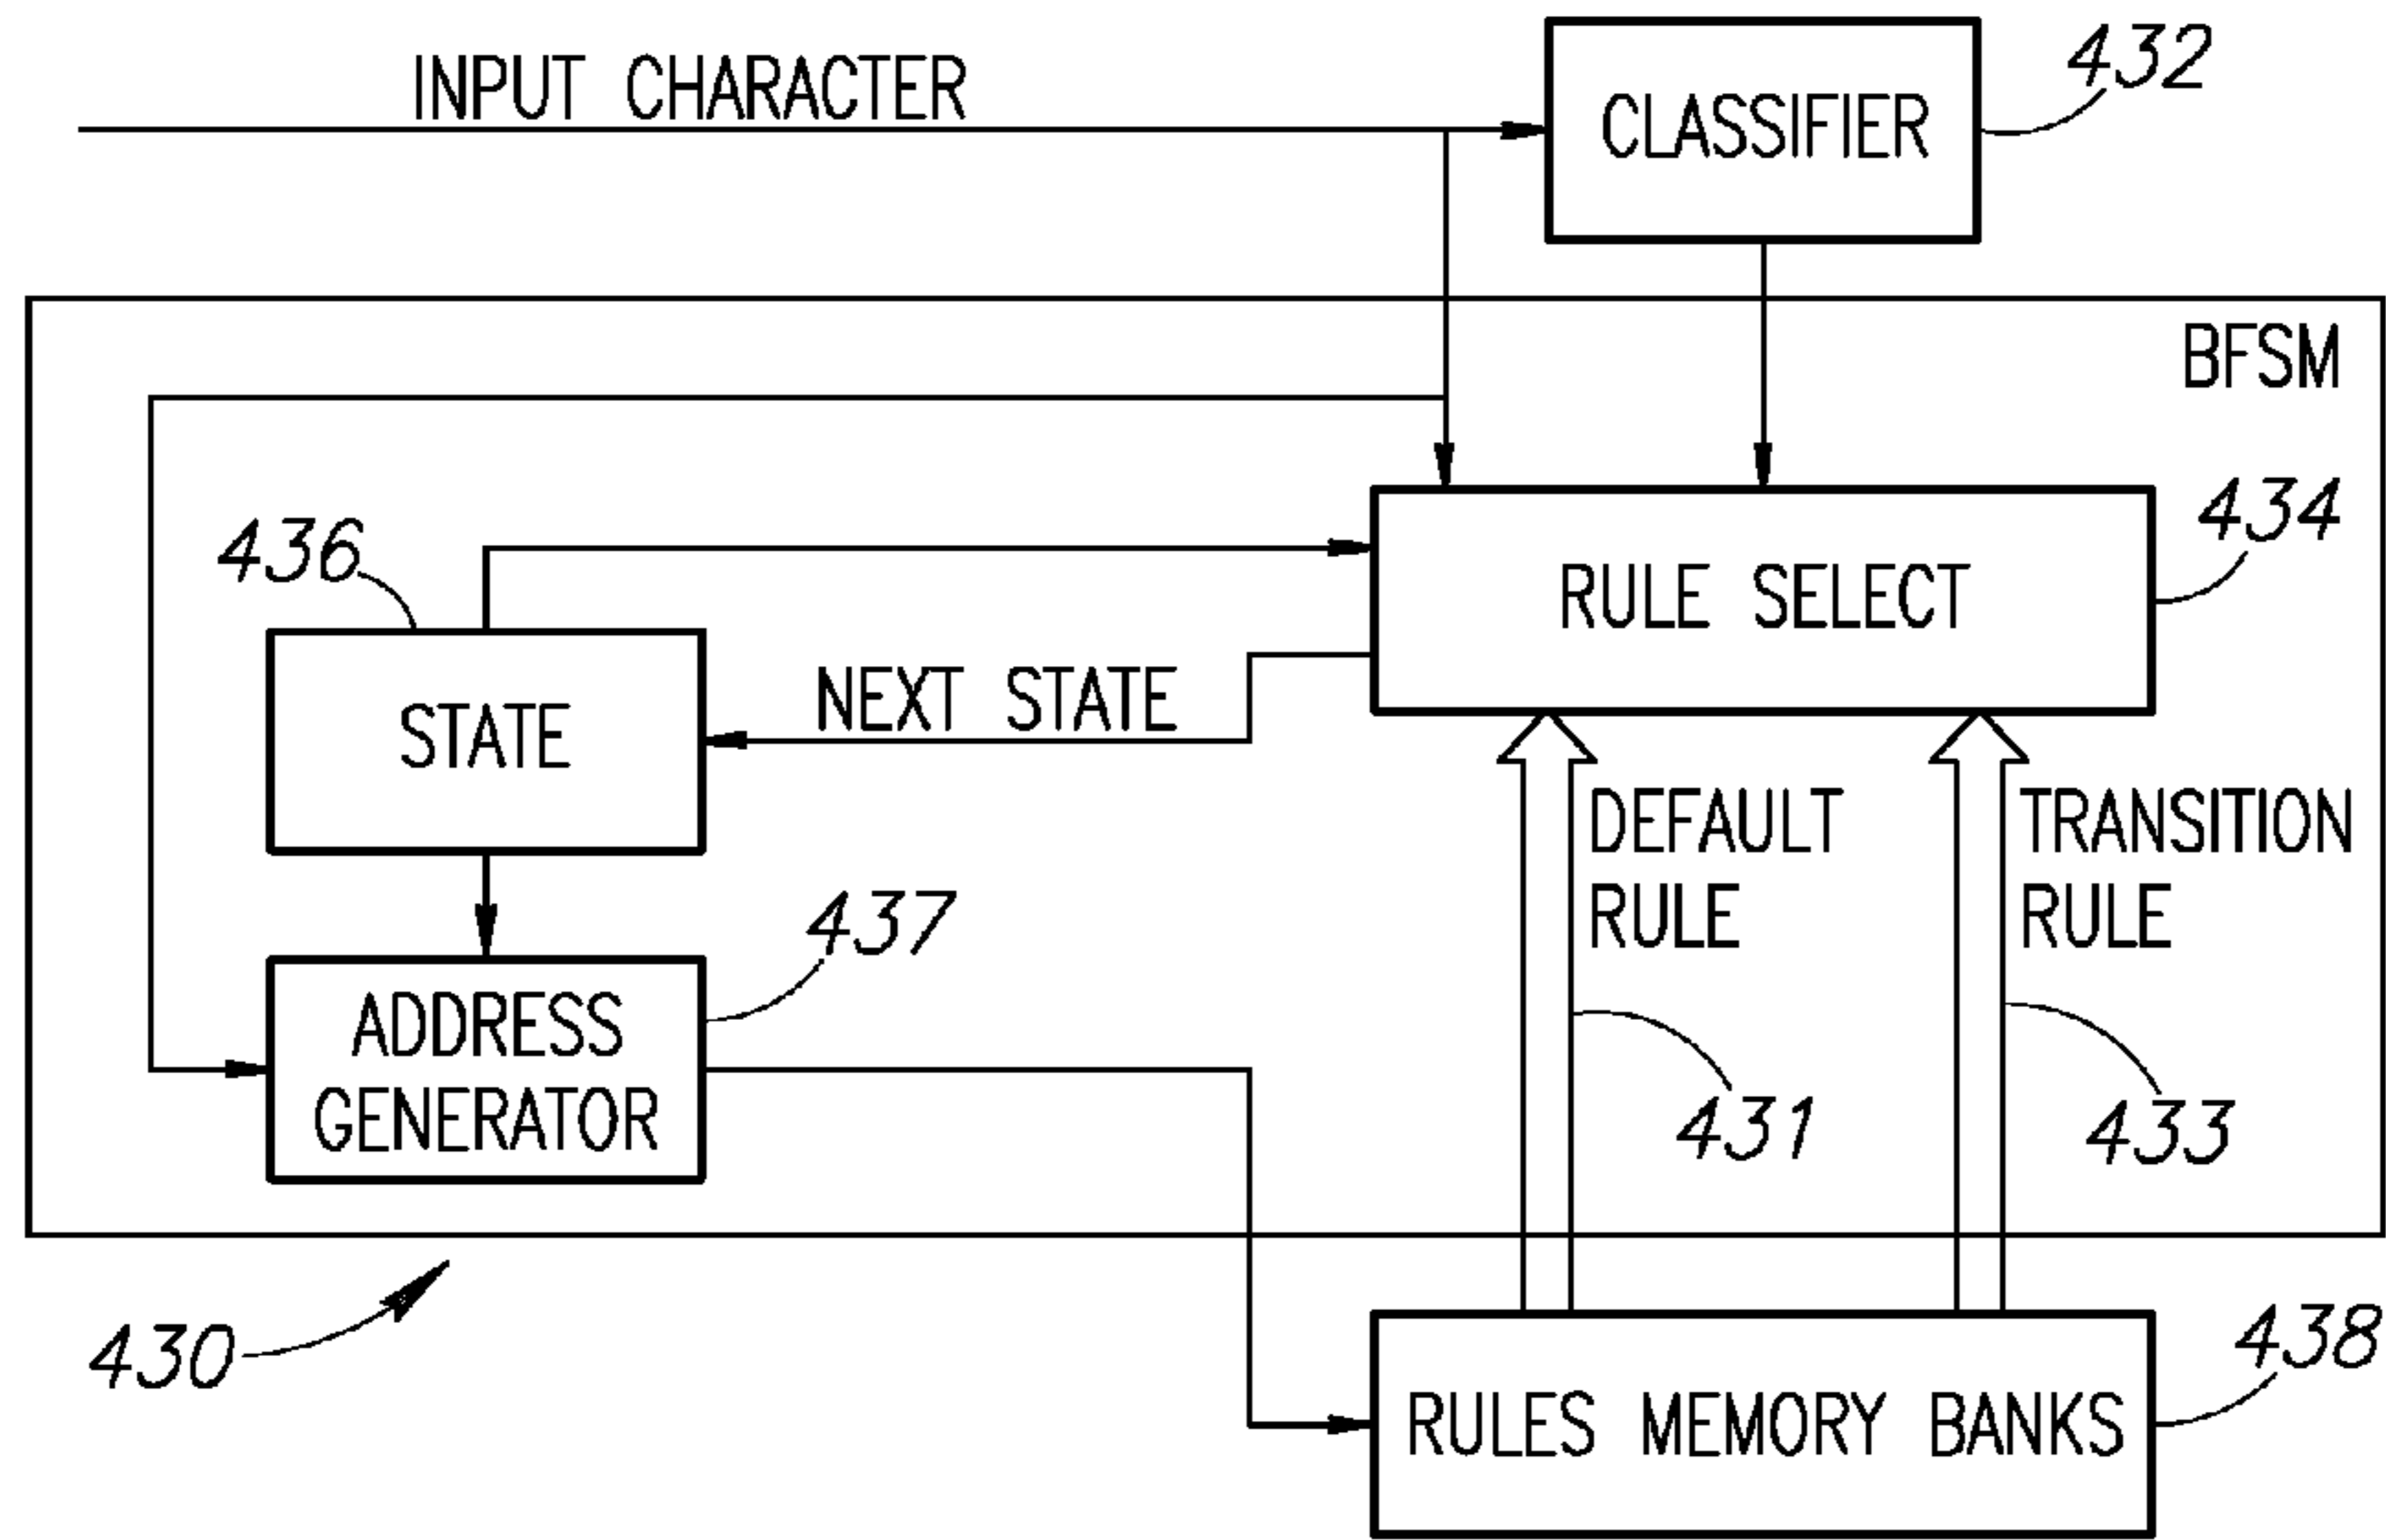 INPUT CHARACTER
432
CLASSIFIER
BFSM
434
436
RULE SELECT
NEXT STATE
STATE
DEFAULT
RULE
TRANSITION
RULE
437
ADDRESS
GENERATOR
431
433
430
438
RULES MEMORY BANKS